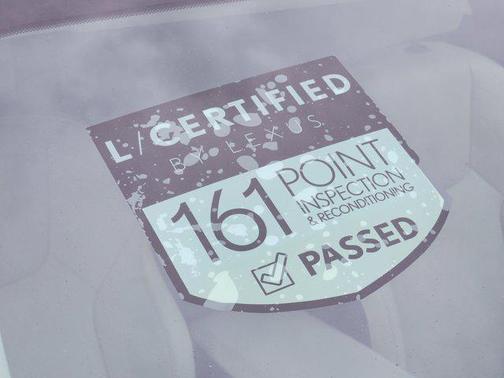 L/CERTIFIED
BY LEXUS
161 POINT
INSPECTION
& RECONDITIONING
PASSED